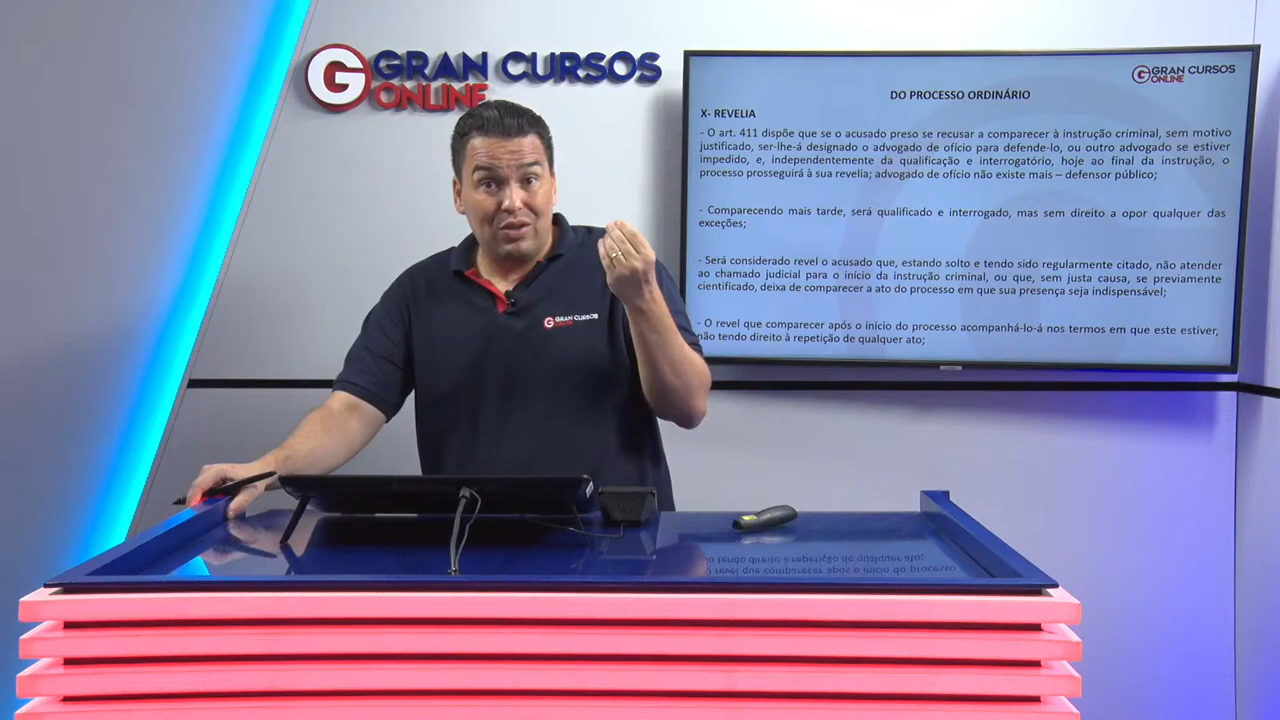 GRAN CURSOS
ONLINE
GRAN CURSOS
ONLINE
DO PROCESSO ORDINÁRIO
X- REVELIA
- O art. 411 dispõe que se o acusado preso se recusar a comparecer à instrução criminal, sem motivo
justificado, ser-lhe-á designado o advogado de ofício para defende-lo, ou outro advogado se estiver
impedido, e, independentemente da qualificação e interrogatório, hoje ao final da instrução, o
processo prosseguirá à sua revelia; advogado de ofício não existe mais – defensor público;
- Comparecendo mais tarde, será qualificado e interrogado, mas sem direito a opor qualquer das
exceções;
- Será considerado revel o acusado que, estando solto e tendo sido regularmente citado, não atender
ao chamado judicial para o início da instrução criminal, ou que, sem justa causa, se previamente
cientificado, deixa de comparecer a ato do processo em que sua presença seja indispensável;
- O revel que comparecer após o início do processo acompanhá-lo-á nos termos em que este estiver,
não tendo direito à repetição de qualquer ato;
GRAN CURSOS
ONLINE